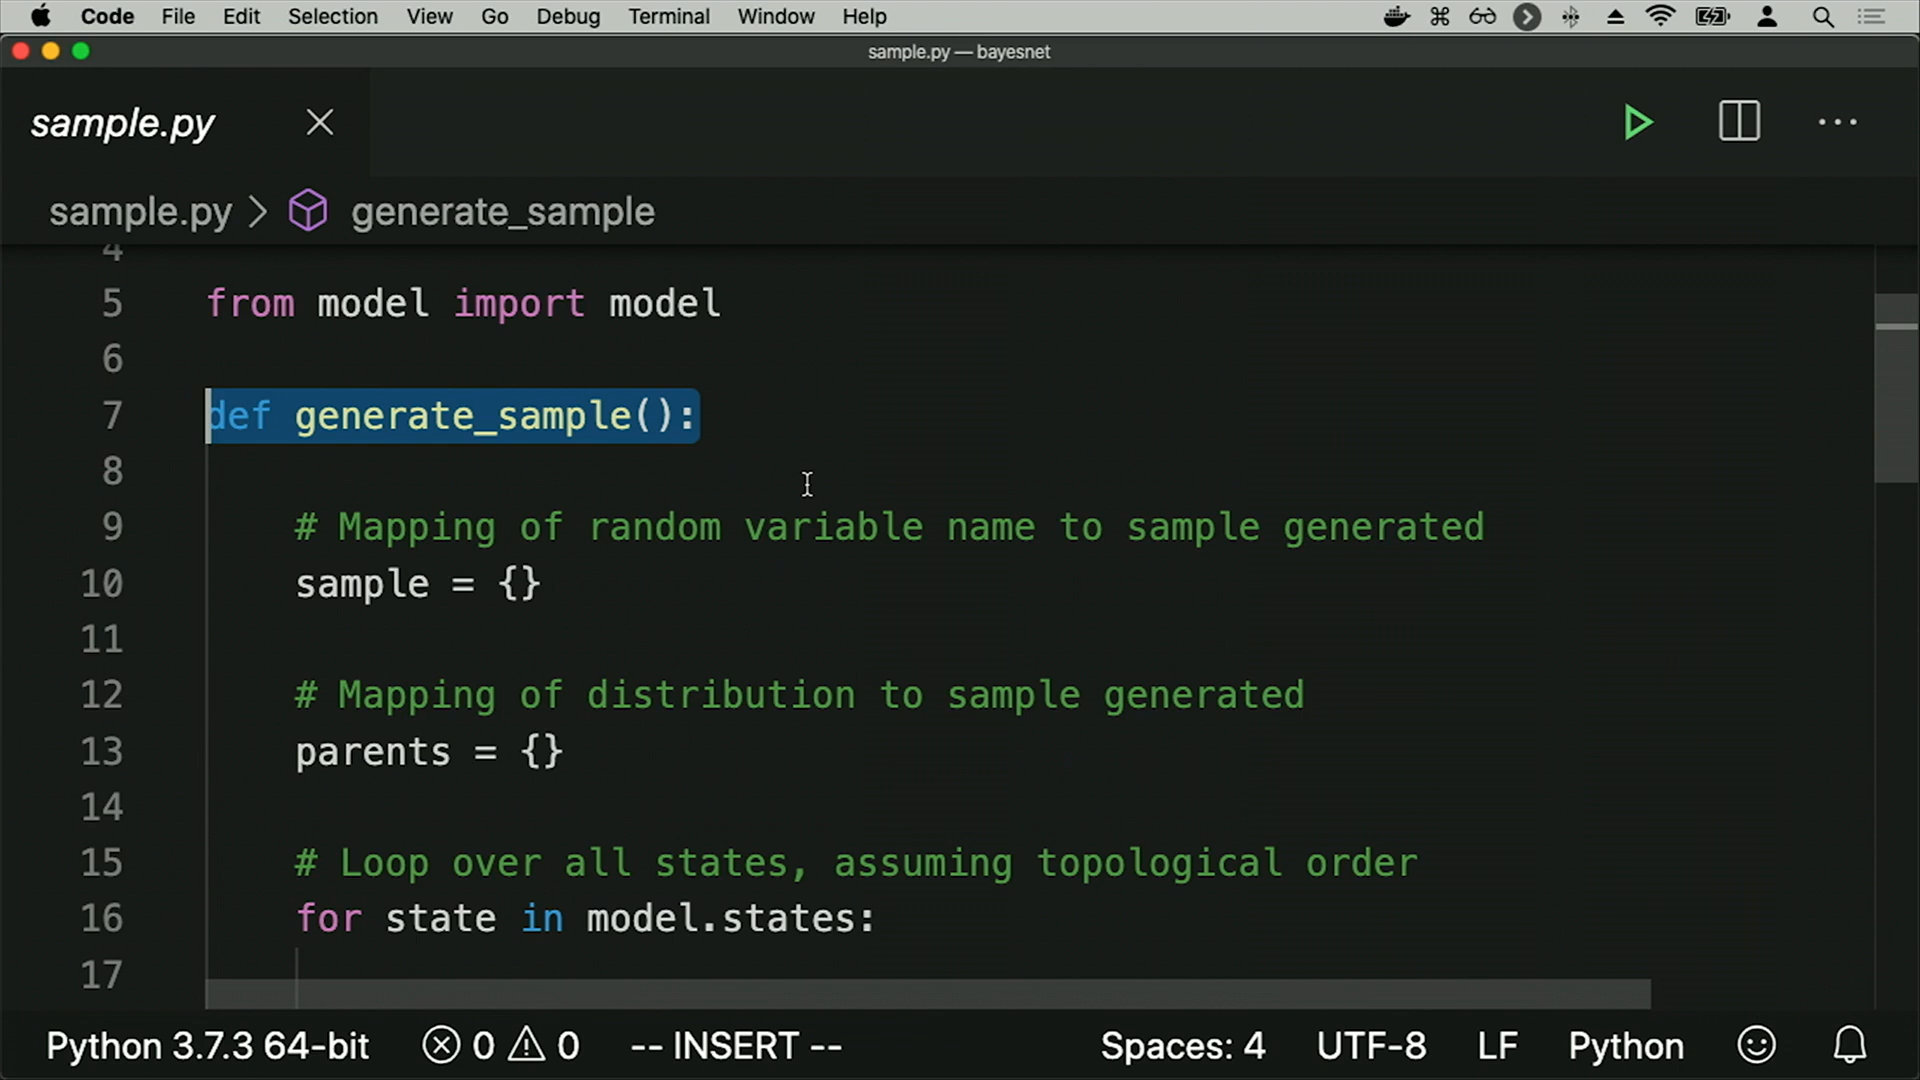 Code File Edit Selection View Go Debug Terminal Window Help
sample.py — bayesnet
sample.py
sample.py > generate_sample
4
5 from model import model
6
7 def generate_sample():
8
9 # Mapping of random variable name to sample generated
10 sample = {}
11
12 # Mapping of distribution to sample generated
13 parents = {}
14
15 # Loop over all states, assuming topological order
16 for state in model.states:
17
Python 3.7.3 64-bit 0 0 -- INSERT -- Spaces: 4 UTF-8 LF Python